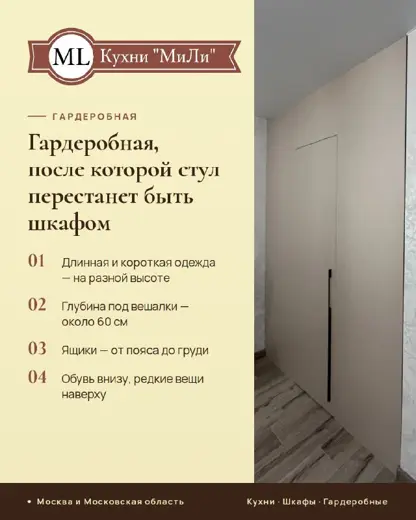 ML Кухни "МиЛи"
ГАРДЕРОБНАЯ
Гардеробная,
после которой стул
перестанет быть
шкафом
01 Длинная и короткая одежда
— на разной высоте
02 Глубина под вешалки —
около 60 см
03 Ящики — от пояса до груди
04 Обувь внизу, редкие вещи
наверху
• Москва и Московская область
Кухни · Шкафы · Гардеробные